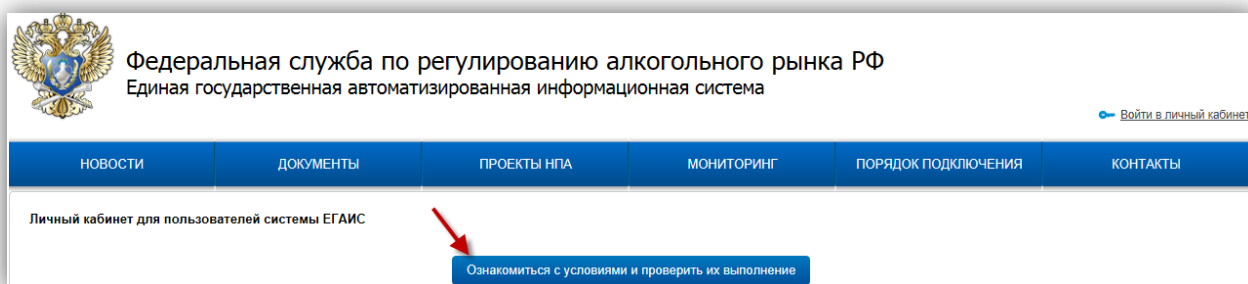 Федеральная служба по регулированию алкогольного рынка РФ
Единая государственная автоматизированная информационная система
Войти в личный кабинет
НОВОСТИ ДОКУМЕНТЫ ПРОЕКТЫ НПА МОНИТОРИНГ ПОРЯДОК ПОДКЛЮЧЕНИЯ КОНТАКТЫ
Личный кабинет для пользователей системы ЕГАИС
Ознакомиться с условиями и проверить их выполнение